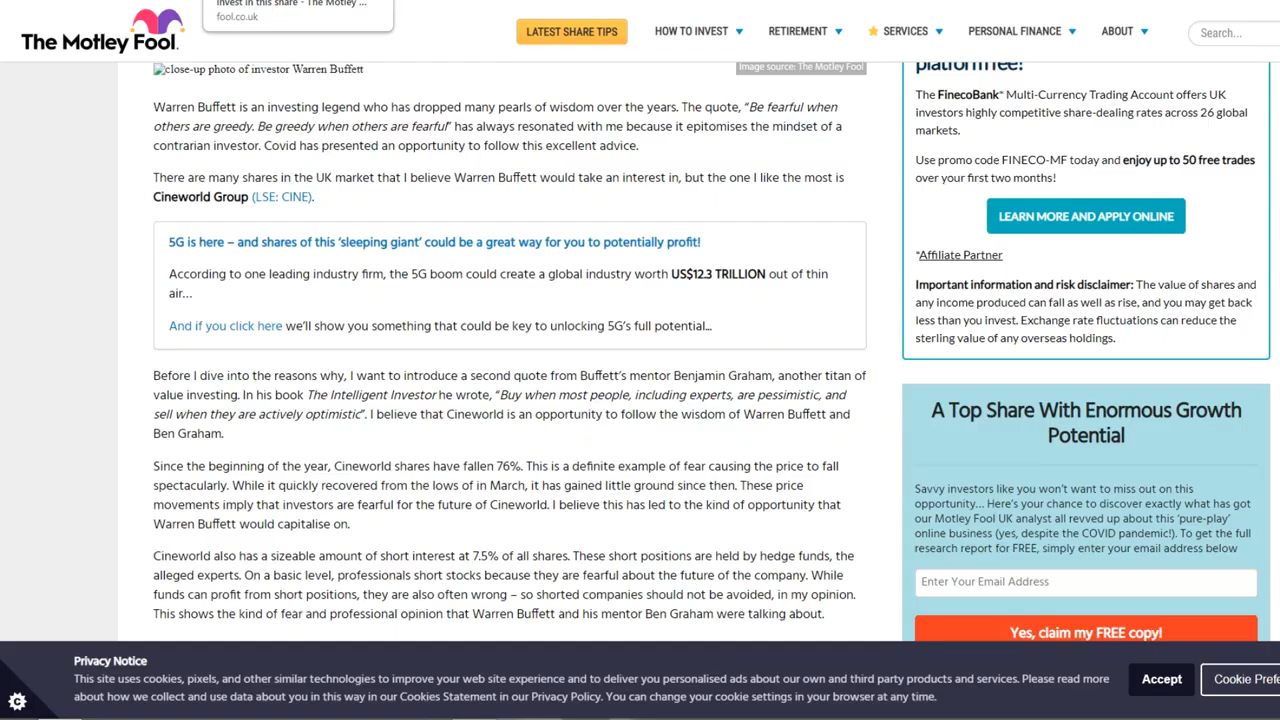 invest in this share - The Motley ...
fool.co.uk
The Motley Fool.
LATEST SHARE TIPS
HOW TO INVEST
RETIREMENT
SERVICES
PERSONAL FINANCE
ABOUT
Search...
close-up photo of investor Warren Buffett
Image source: The Motley Fool
Warren Buffett is an investing legend who has dropped many pearls of wisdom over the years. The quote, “Be fearful when
others are greedy. Be greedy when others are fearful” has always resonated with me because it epitomises the mindset of a
contrarian investor. Covid has presented an opportunity to follow this excellent advice.
There are many shares in the UK market that I believe Warren Buffett would take an interest in, but the one I like the most is
Cineworld Group (LSE: CINE).
5G is here – and shares of this ‘sleeping giant’ could be a great way for you to potentially profit!
According to one leading industry firm, the 5G boom could create a global industry worth US$12.3 TRILLION out of thin
air…
And if you click here we’ll show you something that could be key to unlocking 5G’s full potential...
Before I dive into the reasons why, I want to introduce a second quote from Buffett’s mentor Benjamin Graham, another titan of
value investing. In his book The Intelligent Investor he wrote, “Buy when most people, including experts, are pessimistic, and
sell when they are actively optimistic”. I believe that Cineworld is an opportunity to follow the wisdom of Warren Buffett and
Ben Graham.
Since the beginning of the year, Cineworld shares have fallen 76%. This is a definite example of fear causing the price to fall
spectacularly. While it quickly recovered from the lows of in March, it has gained little ground since then. These price
movements imply that investors are fearful for the future of Cineworld. I believe this has led to the kind of opportunity that
Warren Buffett would capitalise on.
Cineworld also has a sizeable amount of short interest at 7.5% of all shares. These short positions are held by hedge funds, the
alleged experts. On a basic level, professionals short stocks because they are fearful about the future of the company. While
funds can profit from short positions, they are also often wrong – so shorted companies should not be avoided, in my opinion.
This shows the kind of fear and professional opinion that Warren Buffett and his mentor Ben Graham were talking about.
platform free!
The FinecoBank* Multi-Currency Trading Account offers UK
investors highly competitive share-dealing rates across 26 global
markets.
Use promo code FINECO-MF today and enjoy up to 50 free trades
over your first two months!
LEARN MORE AND APPLY ONLINE
*Affiliate Partner
Important information and risk disclaimer: The value of shares and
any income produced can fall as well as rise, and you may get back
less than you invest. Exchange rate fluctuations can reduce the
sterling value of any overseas holdings.
A Top Share With Enormous Growth
Potential
Savvy investors like you won’t want to miss out on this
opportunity… Here’s your chance to discover exactly what has got
our Motley Fool UK analyst all revved up about this ‘pure-play’
online business (yes, despite the COVID pandemic!). To get the full
research report for FREE, simply enter your email address below
Enter Your Email Address
Yes, claim my FREE copy!
Privacy Notice
This site uses cookies, pixels, and other similar technologies to improve your web site experience and to deliver you personalised ads about our own and third party products and services. Please read more
about how we collect and use data about you in this way in our Cookies Statement in our Privacy Policy. You can change your cookie settings in your browser at any time.
Accept
Cookie Prefe